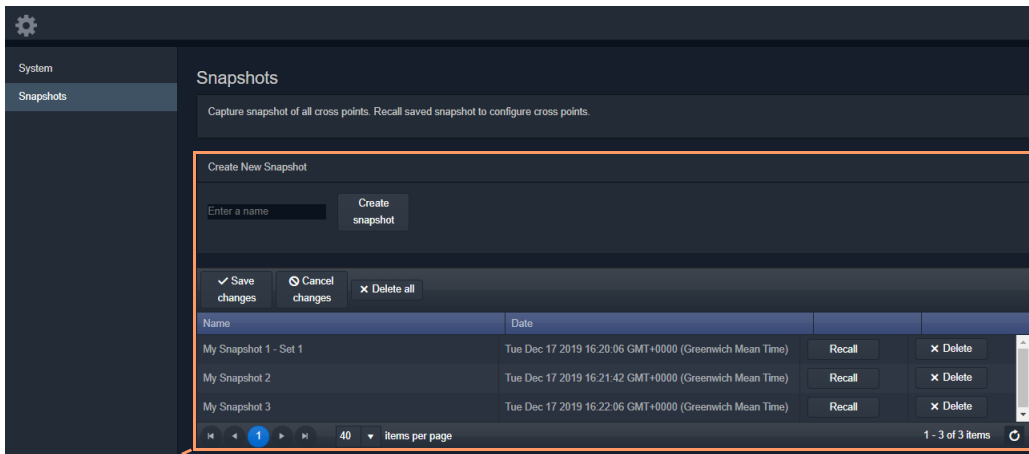 System
Snapshots
Snapshots
Capture snapshot of all cross points. Recall saved snapshot to configure cross points.
Create New Snapshot
Enter a name
Create
snapshot
Save
changes
Cancel
changes
Delete all
Name Date
My Snapshot 1 - Set 1 Tue Dec 17 2019 16:20:06 GMT+0000 (Greenwich Mean Time) Recall Delete
My Snapshot 2 Tue Dec 17 2019 16:21:42 GMT+0000 (Greenwich Mean Time) Recall Delete
My Snapshot 3 Tue Dec 17 2019 16:22:06 GMT+0000 (Greenwich Mean Time) Recall Delete
1 40 items per page 1 - 3 of 3 items